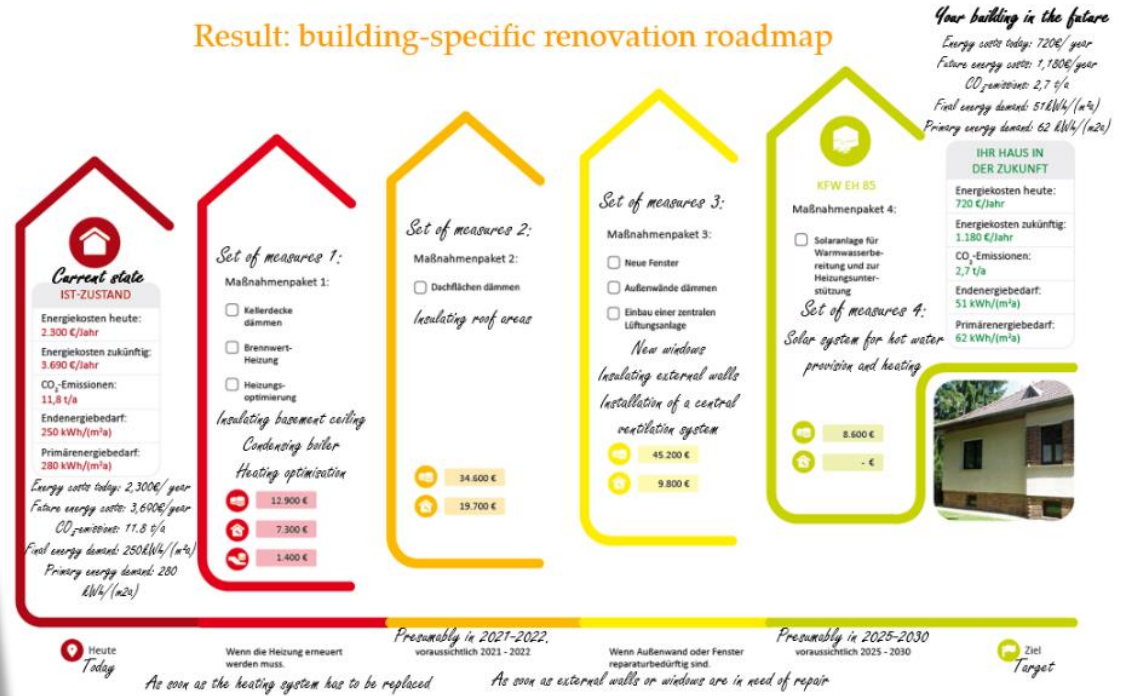 Result: building-specific renovation roadmap
Your building in the future
Energy costs today: 720€/ year
Future energy costs: 1,180€/year
CO₂emissions: 2,7 t/a
Final energy demand: 51kWh/(m²a)
Primary energy demand: 62 kWh/(m2a)
IHR HAUS IN
DER ZUKUNFT
Energiekosten heute:
720 €/Jahr
Energiekosten zukünftig:
1.180 €/Jahr
CO₂-Emissionen:
2,7 t/a
Endenergiebedarf:
51 kWh/(m²a)
Primärenergiebedarf:
62 kWh/(m²a)
Current state
IST-ZUSTAND
Energiekosten heute:
2.300 €/Jahr
Energiekosten zukünftig:
3.690 €/Jahr
CO₂-Emissionen:
11,8 t/a
Endenergiebedarf:
250 kWh/(m²a)
Primärenergiebedarf:
280 kWh/(m²a)
Energy costs today: 2,300€/ year
Future energy costs: 3,690€/year
CO₂emissions: 11.8 t/a
Final energy demand: 250kWh/(m²a)
Primary energy demand: 280
kWh/(m2a)
Set of measures 1:
Maßnahmenpaket 1:
Kellerdecke
dämmen
Brennwert-
Heizung
Heizungs-
optimierung
Insulating basement ceiling
Condensing boiler
Heating optimisation
12.900 €
7.300 €
1.400 €
Set of measures 2:
Maßnahmenpaket 2:
Dachflächen dämmen
Insulating roof areas
34.600 €
19.700 €
Set of measures 3:
Maßnahmenpaket 3:
Neue Fenster
Außenwände dämmen
Einbau einer zentralen
Lüftungsanlage
New windows
Insulating external walls
Installation of a central
ventilation system
45.200 €
9.800 €
KFW EH 85
Maßnahmenpaket 4:
Solaranlage für
Warmwasserbe-
reitung und zur
Heizungsunter-
stützung
Set of measures 4:
Solar system for hot water
provision and heating
8.600 €
- €
Heute
Today
Wenn die Heizung erneuert
werden muss.
As soon as the heating system has to be replaced
Presumably in 2021-2022.
voraussichtlich 2021 - 2022
Wenn Außenwand oder Fenster
reparaturbedürftig sind.
As soon as external walls or windows are in need of repair
Presumably in 2025-2030
voraussichtlich 2025 - 2030
Ziel
Target